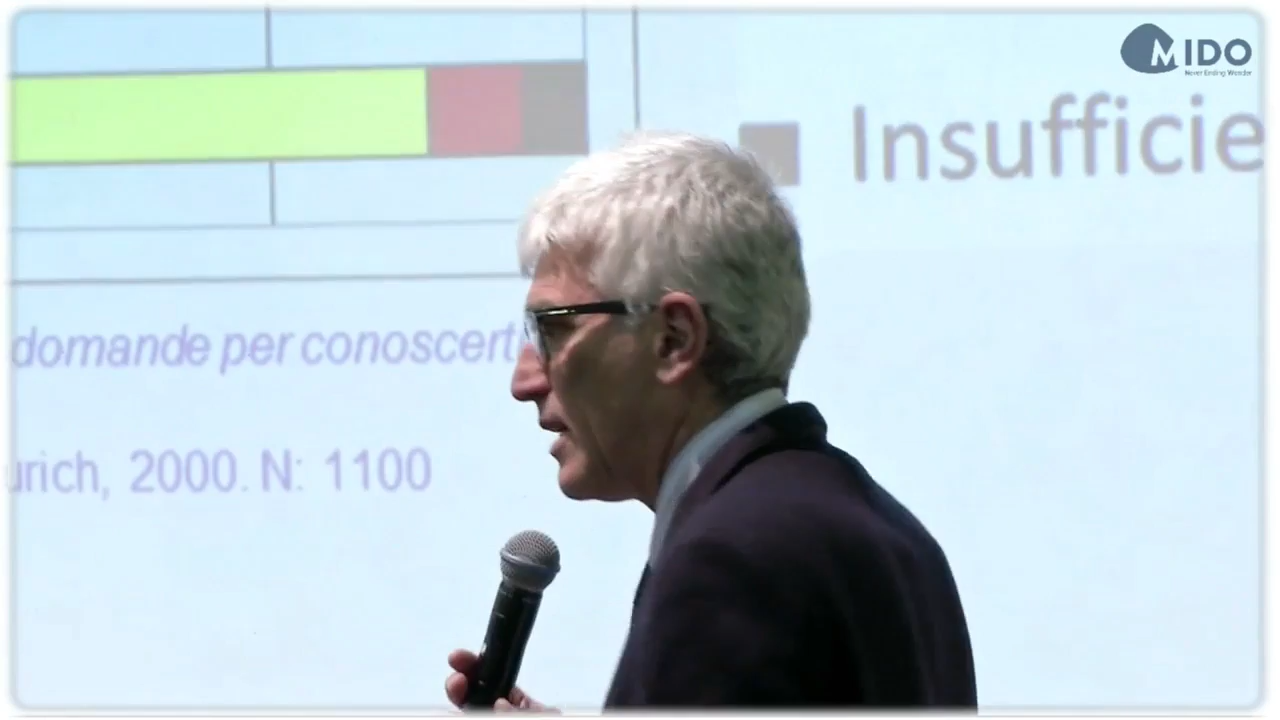 MIDO
Never Ending Wonder
Insufficie
domande per conoscert
urich, 2000. N: 1100